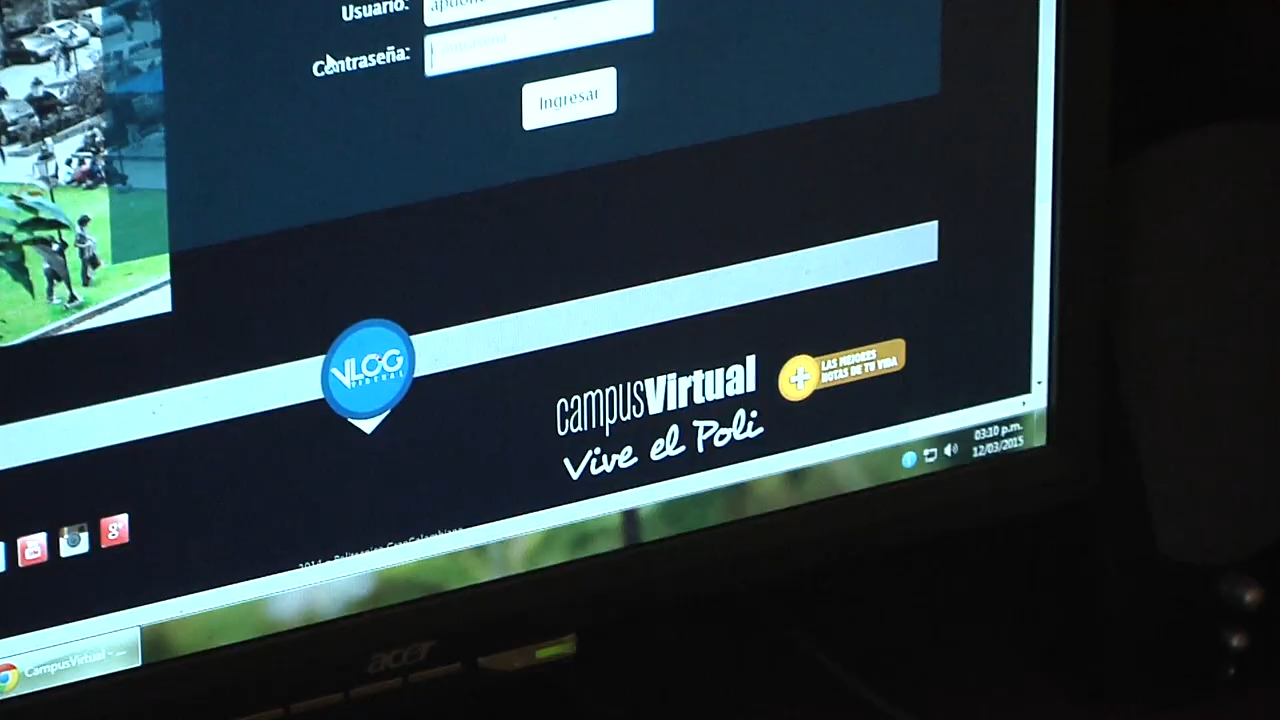 Usuario:
Contraseña:
Ingresar
VLOG
campusVirtual
Vive el Poli
LAS MEJORES
NOTAS DE TU VIDA
03:10 p.m.
12/03/2015
g+
CampusVirtual - ...
acer